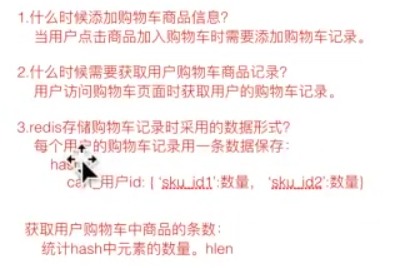 1.什么时候添加购物车商品信息？
当用户点击商品加入购物车时需要添加购物车记录。
2.什么时候需要获取用户购物车商品记录？
用户访问购物车页面时获取用户的购物车记录。
3.redis存储购物车记录时采用的数据形式？
每个用户的购物车记录用一条数据保存：
用户id: { 'sku_id1':数量, 'sku_id2':数量}
获取用户购物车中商品的条数：
统计hash中元素的数量。hlen